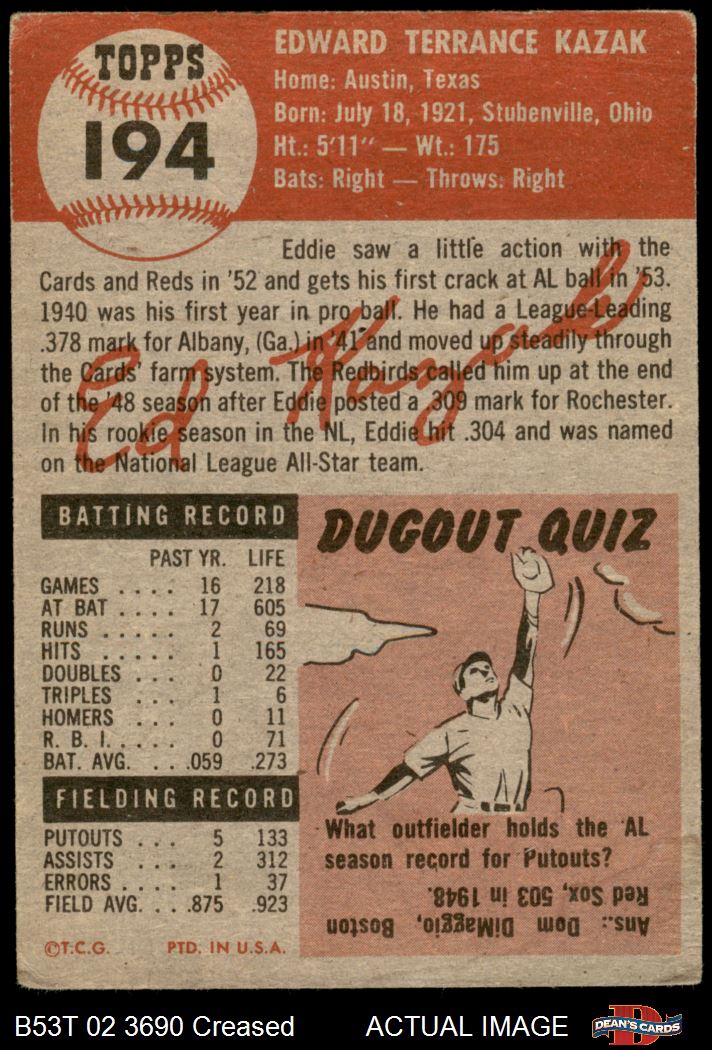 TOPPS
194
EDWARD TERRANCE KAZAK
Home: Austin, Texas
Born: July 18, 1921, Stubenville, Ohio
Ht.: 5'11" — Wt.: 175
Bats: Right — Throws: Right
Eddie saw a little action with the
Cards and Reds in '52 and gets his first crack at AL ball in '53.
1940 was his first year in pro ball. He had a League-Leading
.378 mark for Albany, (Ga.) in '41 and moved up steadily through
the Cards' farm system. The Redbirds called him up at the end
of the '48 season after Eddie posted a .309 mark for Rochester.
In his rookie season in the NL, Eddie hit .304 and was named
on the National League All-Star team.
Ed Kazak
BATTING RECORD
PAST YR. LIFE
GAMES . . . . 16 218
AT BAT . . . . 17 605
RUNS . . . . . 2 69
HITS . . . . . 1 165
DOUBLES . . . 0 22
TRIPLES . . . 1 6
HOMERS . . . 0 11
R. B. I. . . . . 0 71
BAT. AVG. . . .059 .273
FIELDING RECORD
PUTOUTS . . . 5 133
ASSISTS . . . 2 312
ERRORS . . . . 1 37
FIELD AVG. . . .875 .923
©T.C.G. PTD. IN U.S.A.
DUGOUT QUIZ
What outfielder holds the AL
season record for Putouts?
Ans.: Dom DiMaggio, Boston
Red Sox, 503 in 1948.
B53T 02 3690 Creased ACTUAL IMAGE
D
DEAN'S CARDS